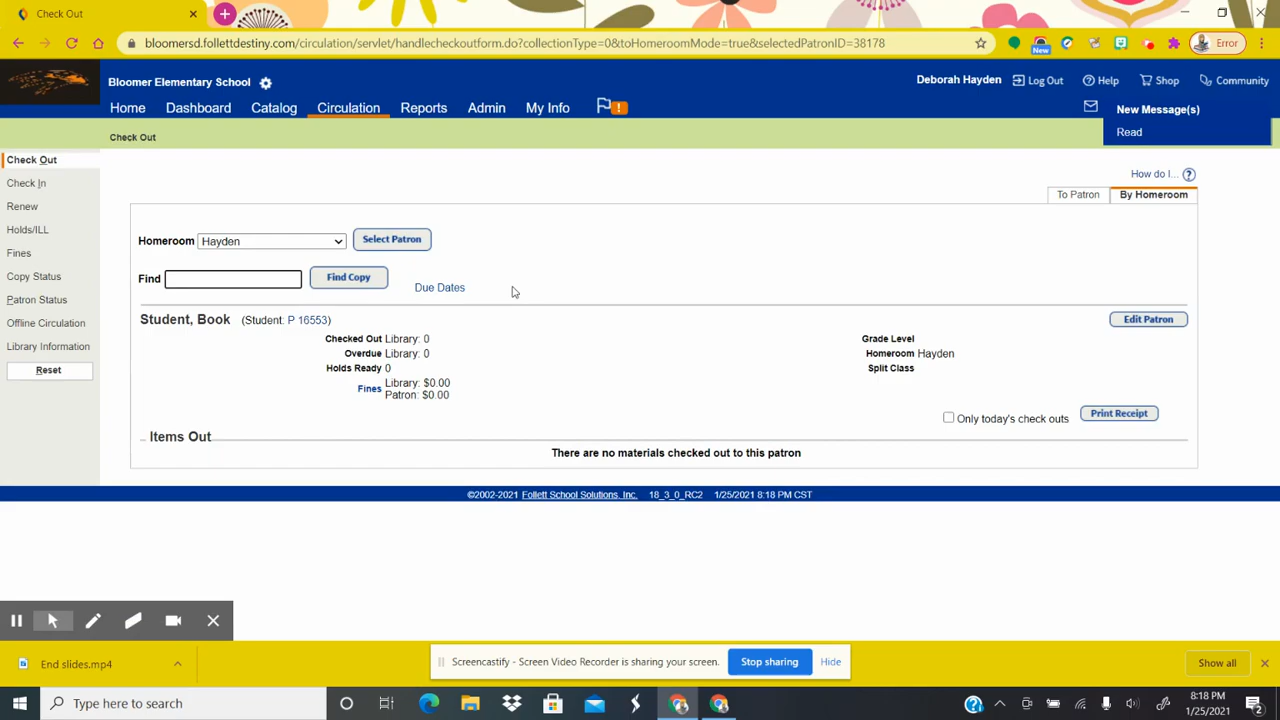 Check Out
bloomersd.follettdestiny.com/circulation/servlet/handlecheckoutform.do?collectionType=0&toHomeroomMode=true&selectedPatronID=38178
New
Error
Bloomer Elementary School
Deborah Hayden
Log Out
Help
Shop
Community
Home
Dashboard
Catalog
Circulation
Reports
Admin
My Info
New Message(s)
Read
Check Out
Check Out
Check In
Renew
Holds/ILL
Fines
Copy Status
Patron Status
Offline Circulation
Library Information
Reset
How do I...
To Patron
By Homeroom
Homeroom Hayden Select Patron
Find Find Copy Due Dates
Student, Book (Student: P 16553) Edit Patron
Checked Out Library: 0 Grade Level
Overdue Library: 0 Homeroom Hayden
Holds Ready 0 Split Class
Fines Library: $0.00
Patron: $0.00
Only today's check outs Print Receipt
Items Out
There are no materials checked out to this patron
©2002-2021 Follett School Solutions, Inc. 18_3_0_RC2 1/25/2021 8:18 PM CST
End slides.mp4
Screencastify - Screen Video Recorder is sharing your screen. Stop sharing Hide
Show all
Type here to search
8:18 PM
1/25/2021
2